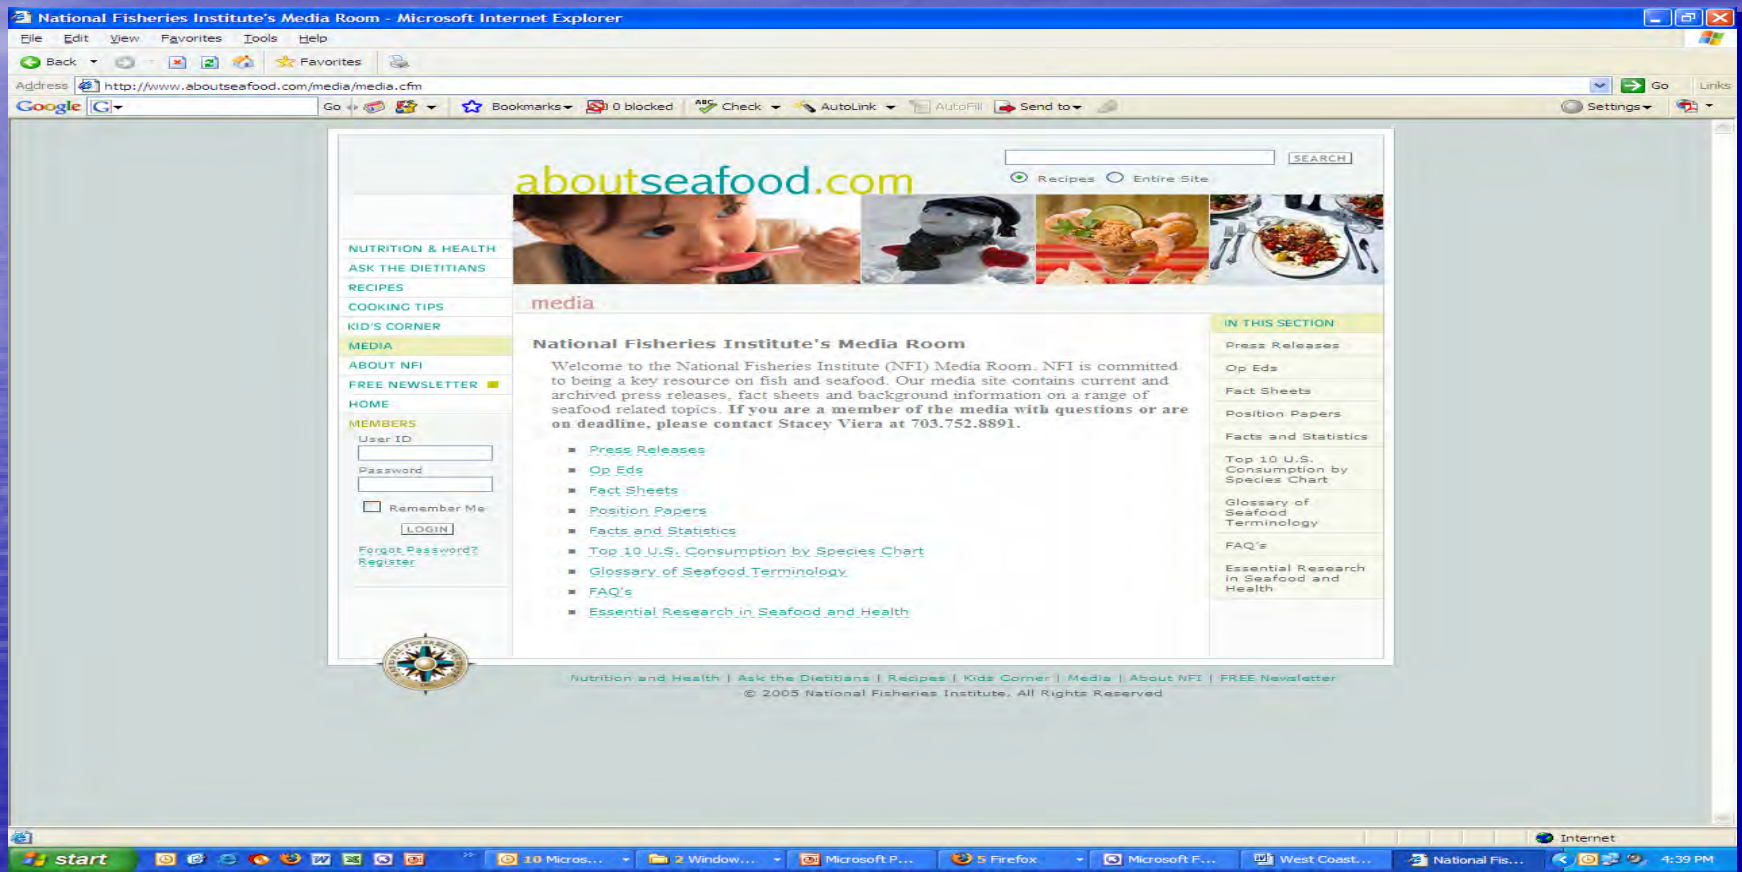 National Fisheries Institute's Media Room - Microsoft Internet Explorer
File Edit View Favorites Tools Help
Back Favorites
Address http://www.aboutseafood.com/media/media.cfm Go Links
Google G Go Bookmarks 0 blocked ABC Check AutoLink AutoFill Send to Settings
aboutseafood.com
SEARCH
Recipes Entire Site
NUTRITION & HEALTH
ASK THE DIETITIANS
RECIPES
COOKING TIPS
KID'S CORNER
MEDIA
ABOUT NFI
FREE NEWSLETTER
HOME
MEMBERS
User ID
Password
Remember Me
LOGIN
Forgot Password?
Register
media
National Fisheries Institute's Media Room
Welcome to the National Fisheries Institute (NFI) Media Room. NFI is committed
to being a key resource on fish and seafood. Our media site contains current and
archived press releases, fact sheets and background information on a range of
seafood related topics. If you are a member of the media with questions or are
on deadline, please contact Stacey Viera at 703.752.8891.
Press Releases
Op Eds
Fact Sheets
Position Papers
Facts and Statistics
Top 10 U.S. Consumption by Species Chart
Glossary of Seafood Terminology
FAQ's
Essential Research in Seafood and Health
IN THIS SECTION
Press Releases
Op Eds
Fact Sheets
Position Papers
Facts and Statistics
Top 10 U.S.
Consumption by
Species Chart
Glossary of
Seafood
Terminology
FAQ's
Essential Research
in Seafood and
Health
Nutrition and Health | Ask the Dietitians | Recipes | Kids Corner | Media | About NFI | FREE Newsletter
© 2005 National Fisheries Institute, All Rights Reserved
Internet
start 10 Micros... 2 Window... Microsoft P... 5 Firefox Microsoft F... West Coast... National Fis... 4:39 PM